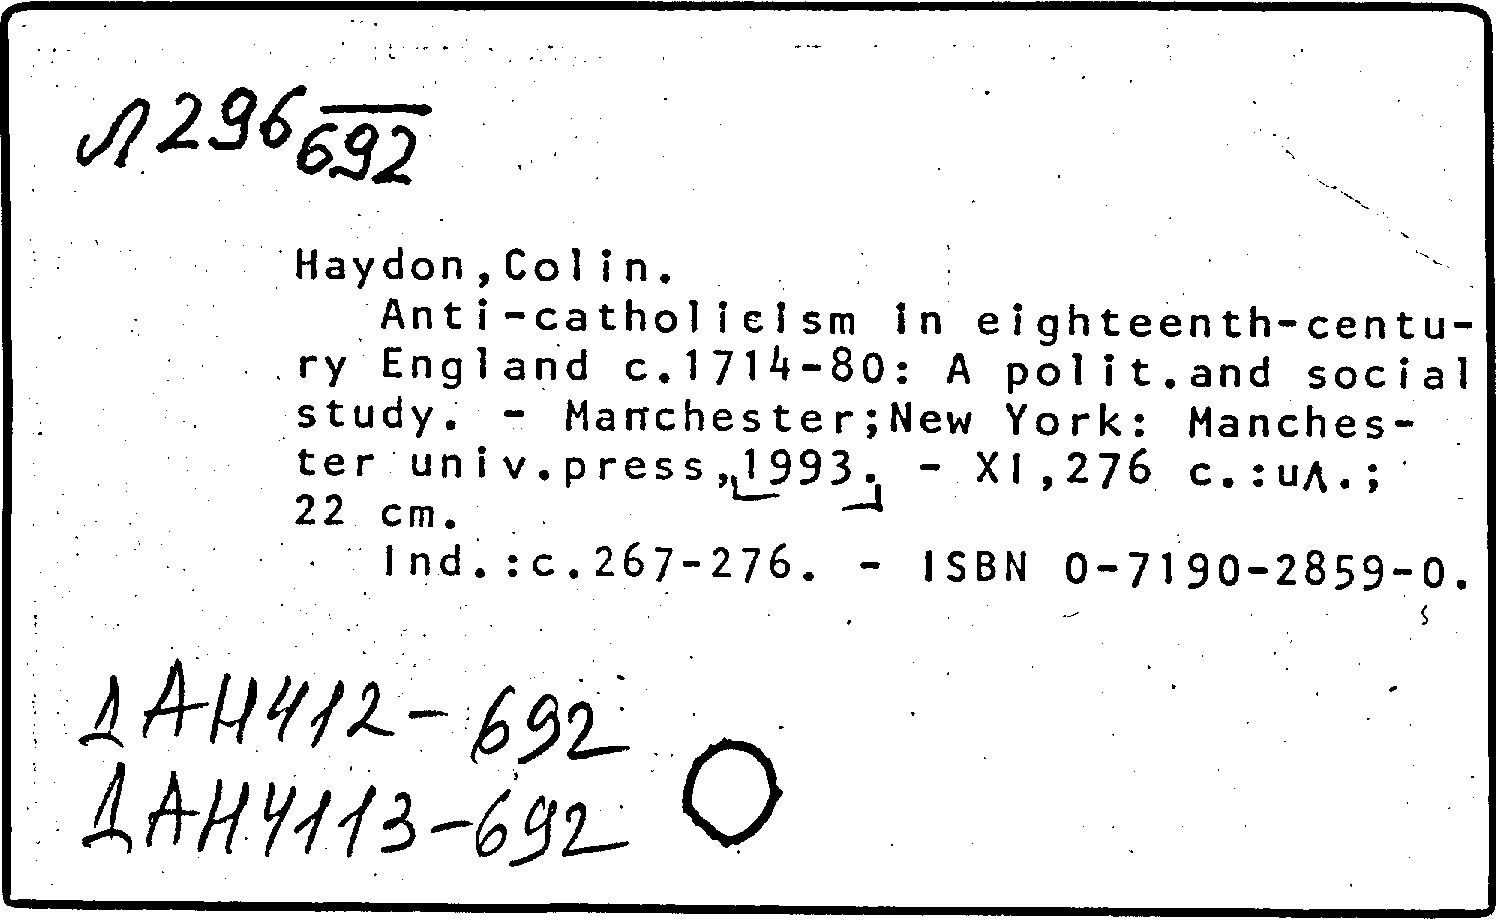 Л296
692
Haydon,Colin.
Anti-catholicism in eighteenth-centu-
ry England c.1714-80: A polit.and social
study. - Manchester;New York: Manches-
ter univ.press,1993. - XI,276 c.:ил.;
22 cm.
Ind.:c.267-276. - ISBN 0-7190-2859-0.
1АН412-692
1АН4113-692